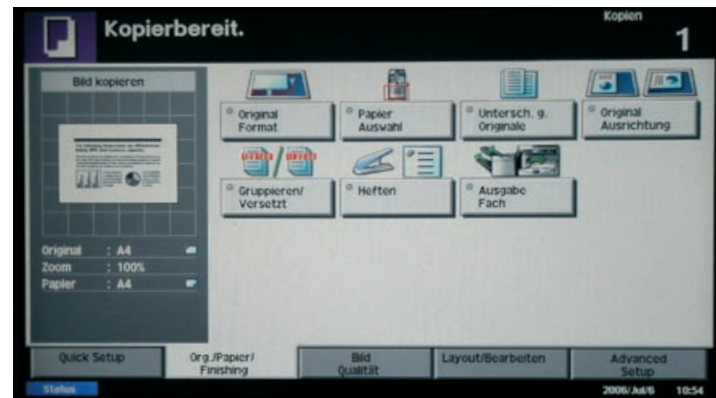 Kopierbereit.
Kopien
1
Bild kopieren
Original : A4
Zoom : 100%
Papier : A4
Original
Format
Papier
Auswahl
Untersch. g.
Originale
Original
Ausrichtung
Gruppieren/
Versetzt
Heften
Ausgabe
Fach
Quick Setup
Org./Papier/
Finishing
Bild
Qualität
Layout/Bearbeiten
Advanced
Setup
Status
2006/Jul/6 10:54